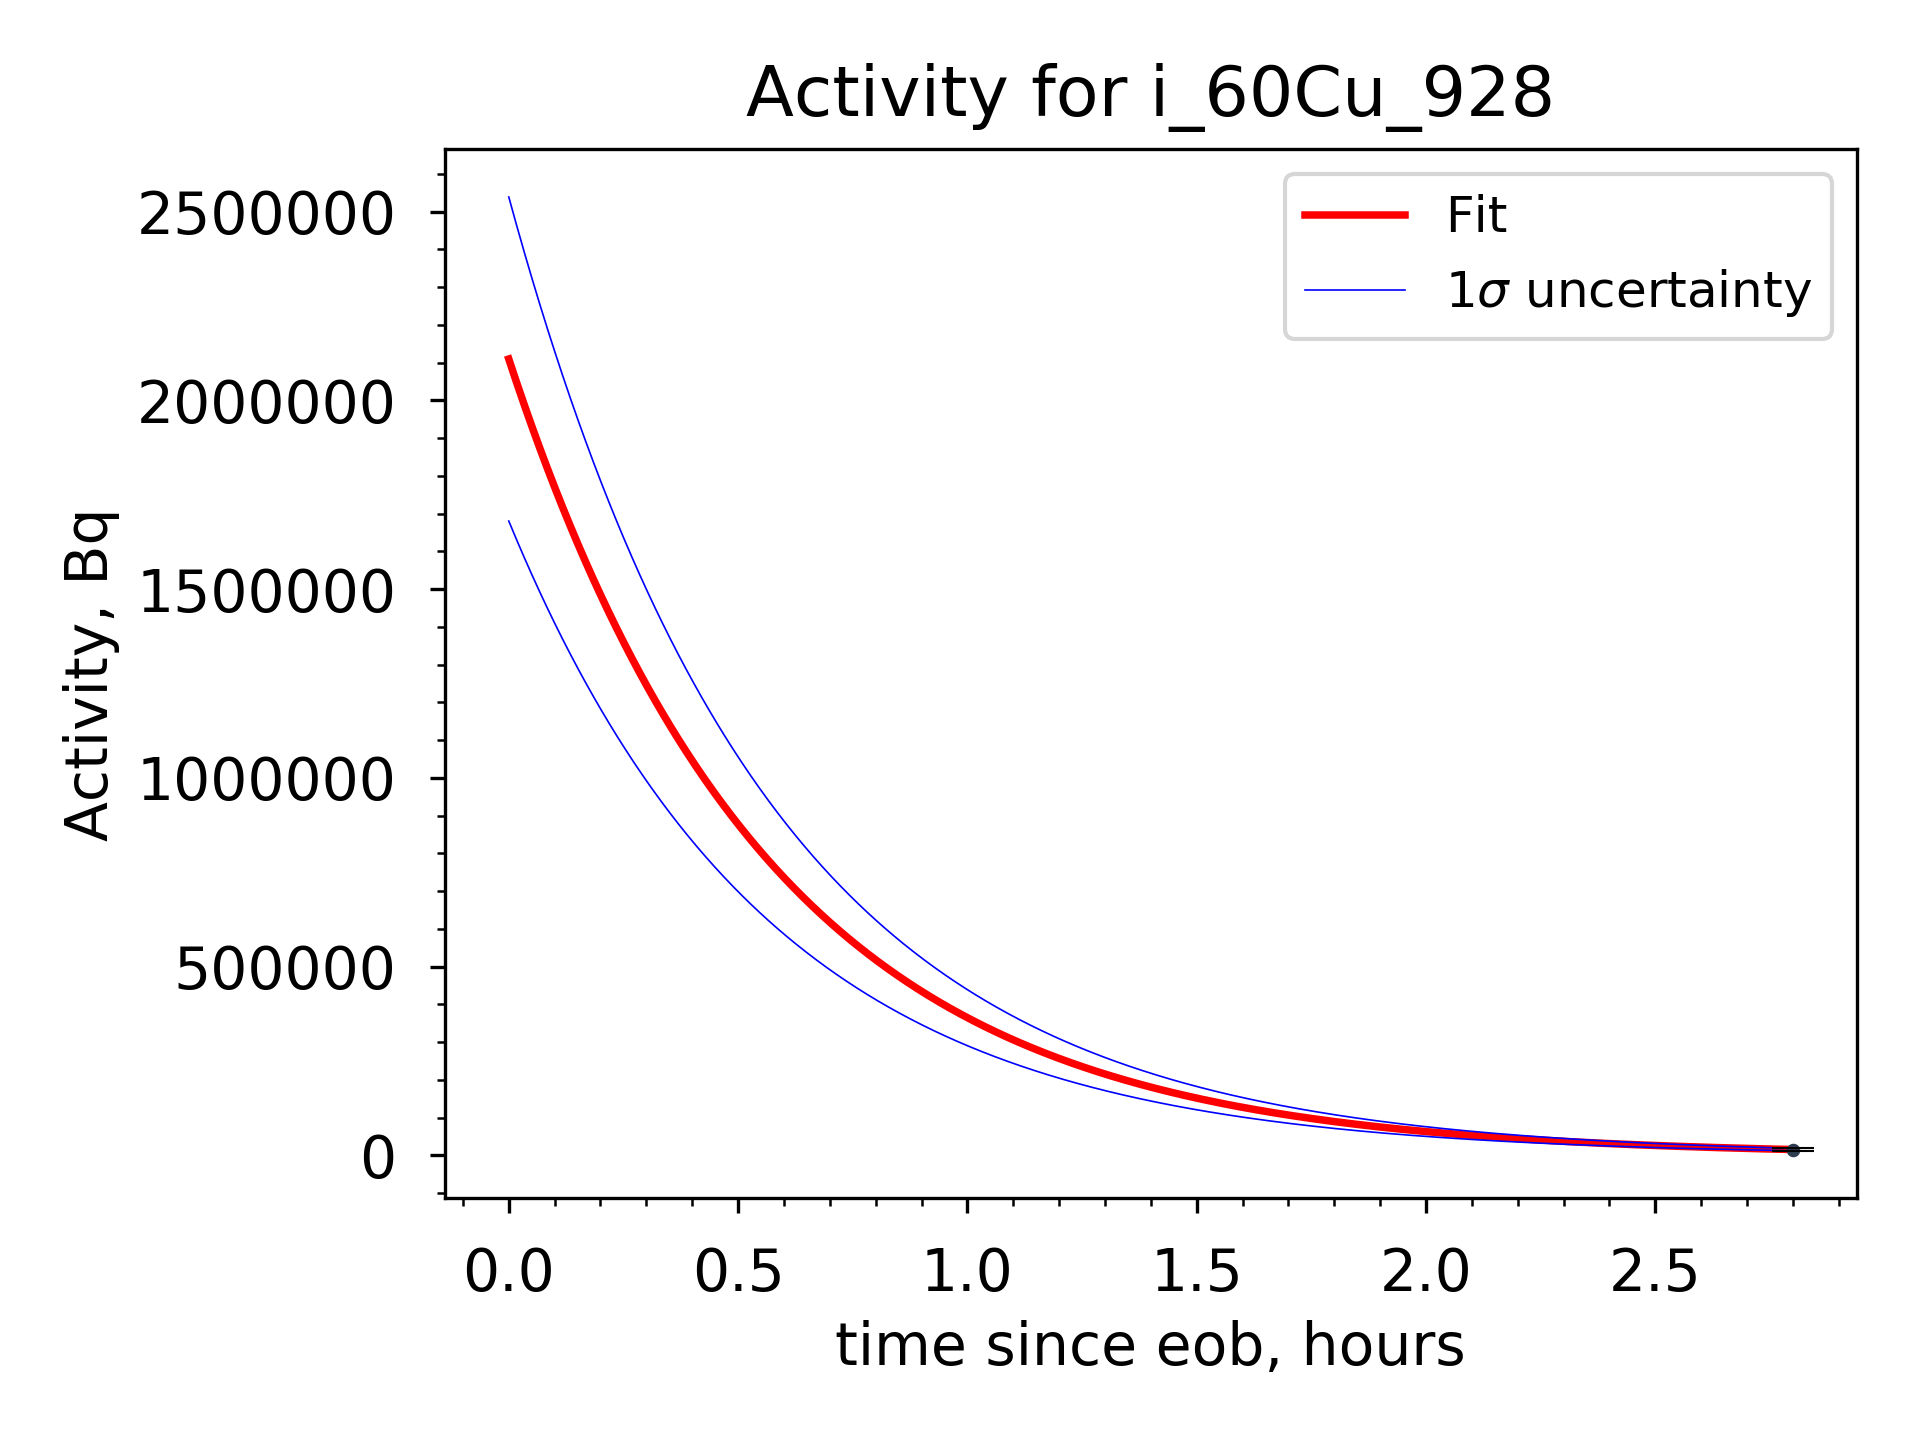 Activity for i_60Cu_928
Fit
1σ uncertainty
Activity, Bq
2500000
2000000
1500000
1000000
500000
0
0.0 0.5 1.0 1.5 2.0 2.5
time since eob, hours